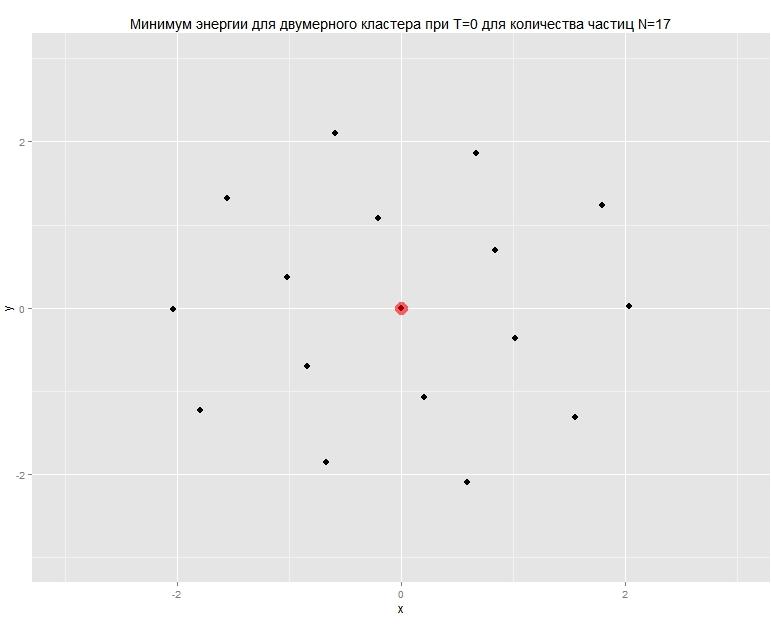 Минимум энергии для двумерного кластера при T=0 для количества частиц N=17
2
0
-2
y
-2
0
2
x